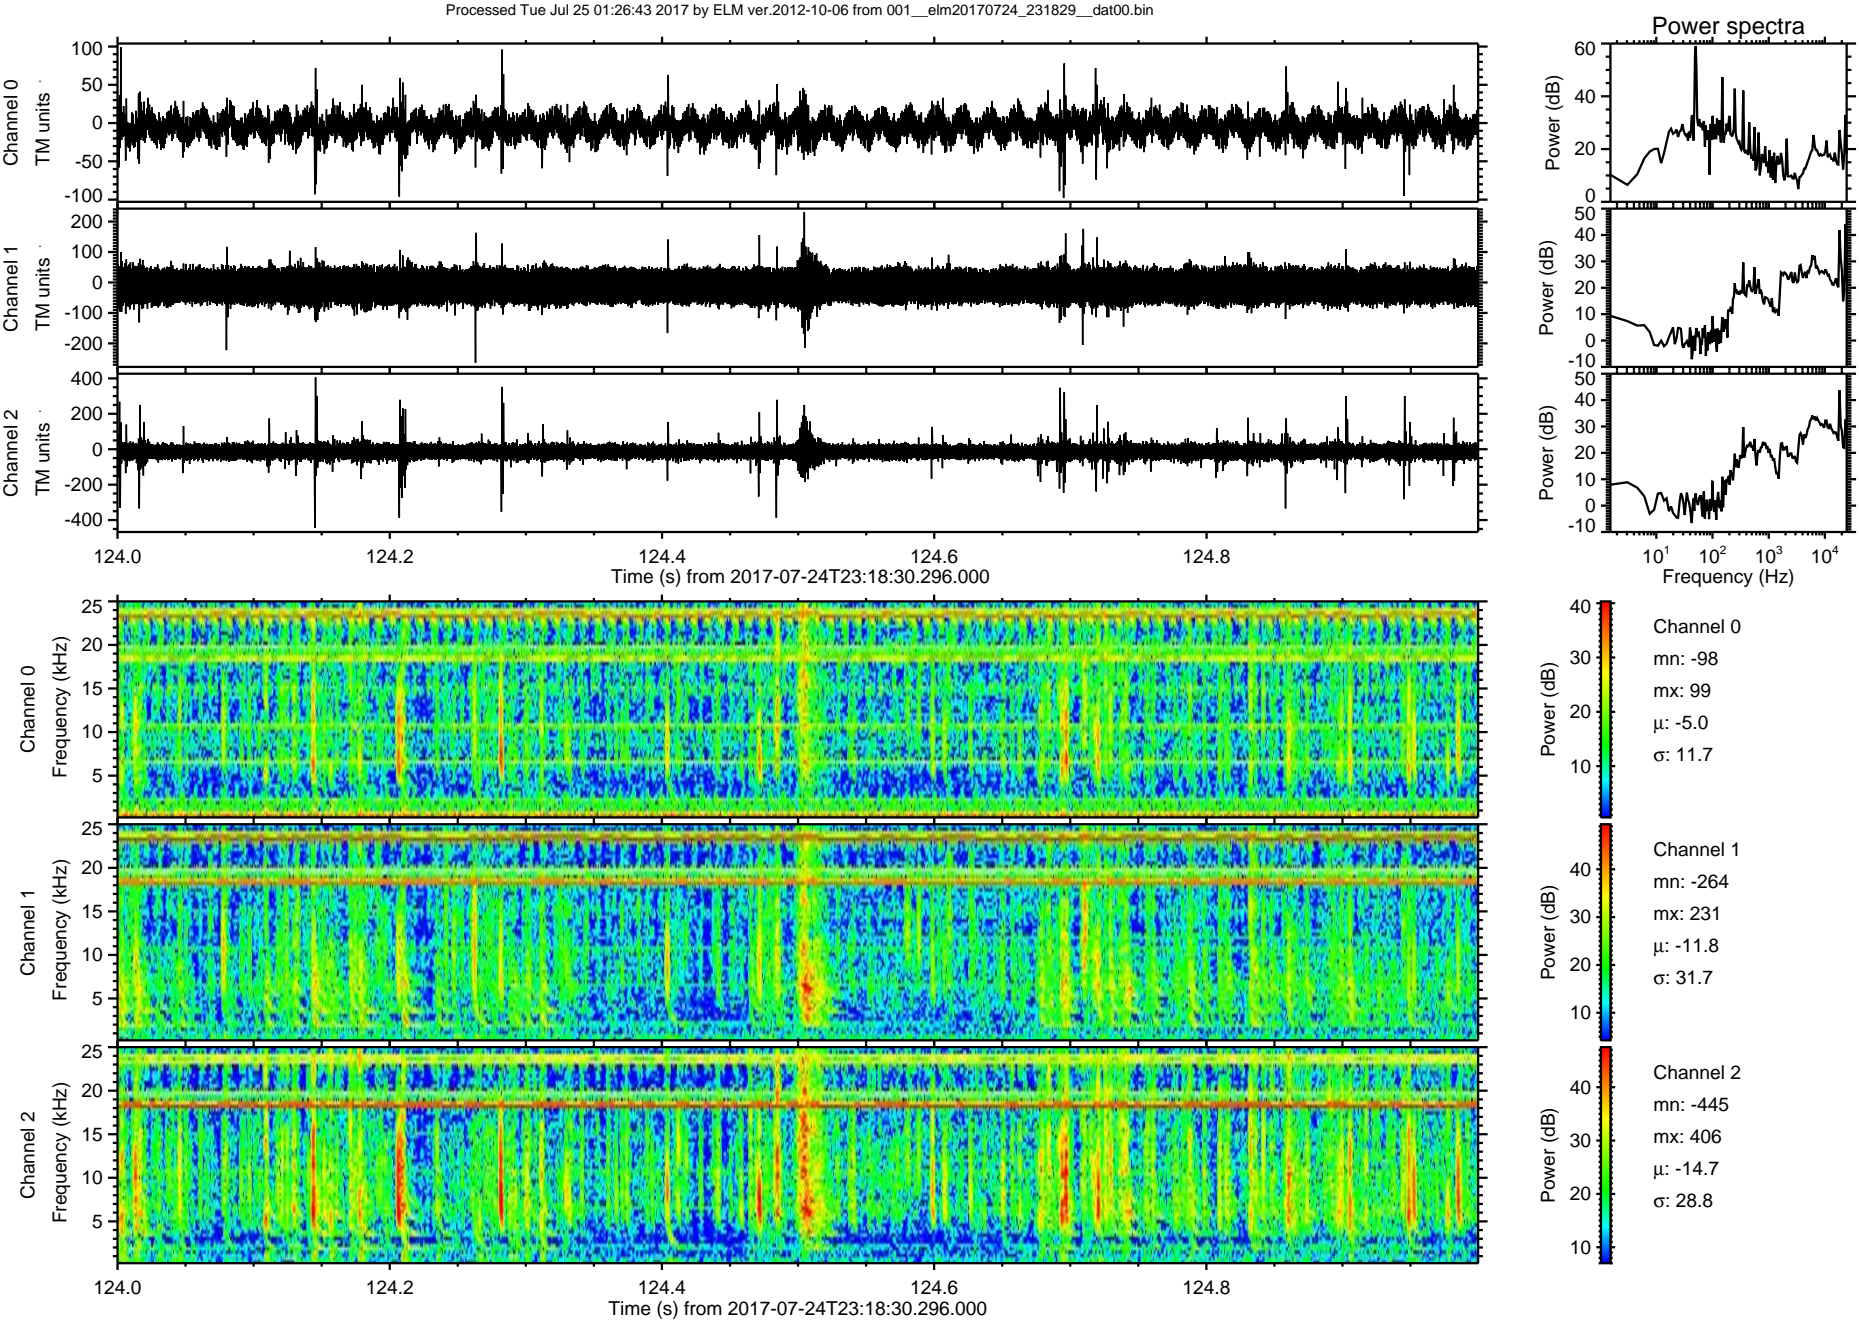 Processed Tue Jul 25 01:26:43 2017 by ELM ver.2012-10-06 from 001__elm20170724_231829__dat00.bin
Power spectra
Channel 0
TM units
100
50
0
-50
-100
Power (dB)
60
40
20
0
Channel 1
TM units
200
100
0
-100
-200
Power (dB)
50
40
30
20
10
0
-10
Channel 2
TM units
400
200
0
-200
-400
Power (dB)
50
40
30
20
10
0
-10
124.0 124.2 124.4 124.6 124.8
Time (s) from 2017-07-24T23:18:30.296.000
10^1 10^2 10^3 10^4
Frequency (Hz)
Channel 0
Frequency (kHz)
25
20
15
10
5
Power (dB)
40
30
20
10
Channel 0
mn: -98
mx: 99
μ: -5.0
σ: 11.7
Channel 1
Frequency (kHz)
25
20
15
10
5
Power (dB)
40
30
20
10
Channel 1
mn: -264
mx: 231
μ: -11.8
σ: 31.7
Channel 2
Frequency (kHz)
25
20
15
10
5
Power (dB)
40
30
20
10
Channel 2
mn: -445
mx: 406
μ: -14.7
σ: 28.8
124.0 124.2 124.4 124.6 124.8
Time (s) from 2017-07-24T23:18:30.296.000